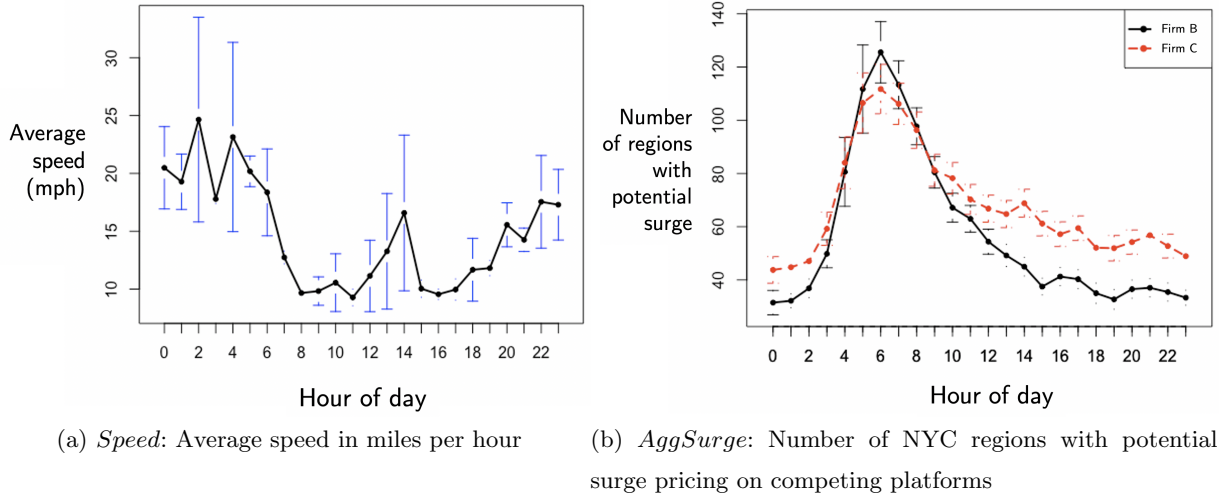 Average
speed
(mph)
30
25
20
15
10
0 2 4 6 8 10 12 14 16 18 20 22
Hour of day
(a) Speed: Average speed in miles per hour
Number
of regions
with
potential
surge
140
120
100
80
60
40
Firm B
Firm C
0 2 4 6 8 10 12 14 16 18 20 22
Hour of day
(b) AggSurge: Number of NYC regions with potential
surge pricing on competing platforms